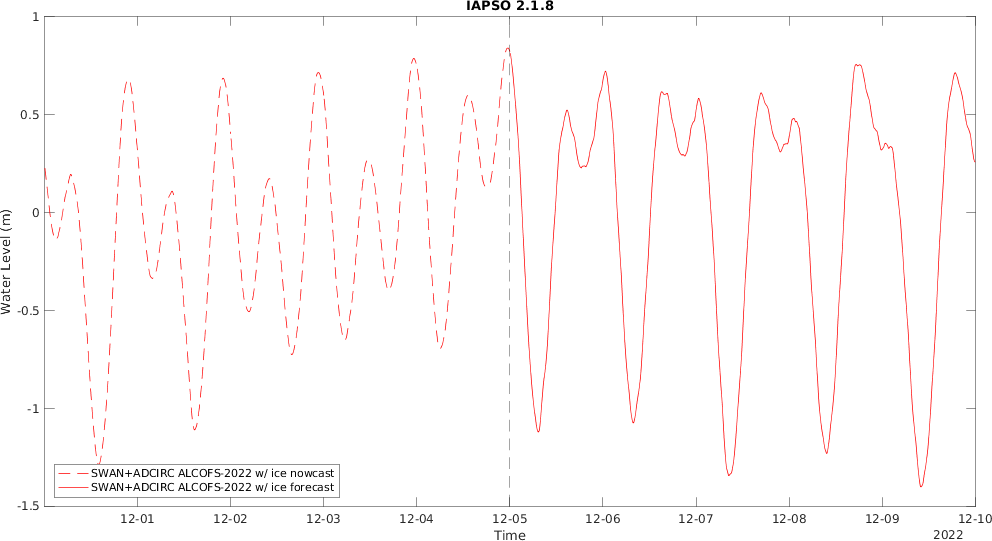 IAPSO 2.1.8
1
0.5
0
-0.5
-1
-1.5
Water Level (m)
SWAN+ADCIRC ALCOFS-2022 w/ ice nowcast
SWAN+ADCIRC ALCOFS-2022 w/ ice forecast
12-01 12-02 12-03 12-04 12-05 12-06 12-07 12-08 12-09 12-10
Time
2022